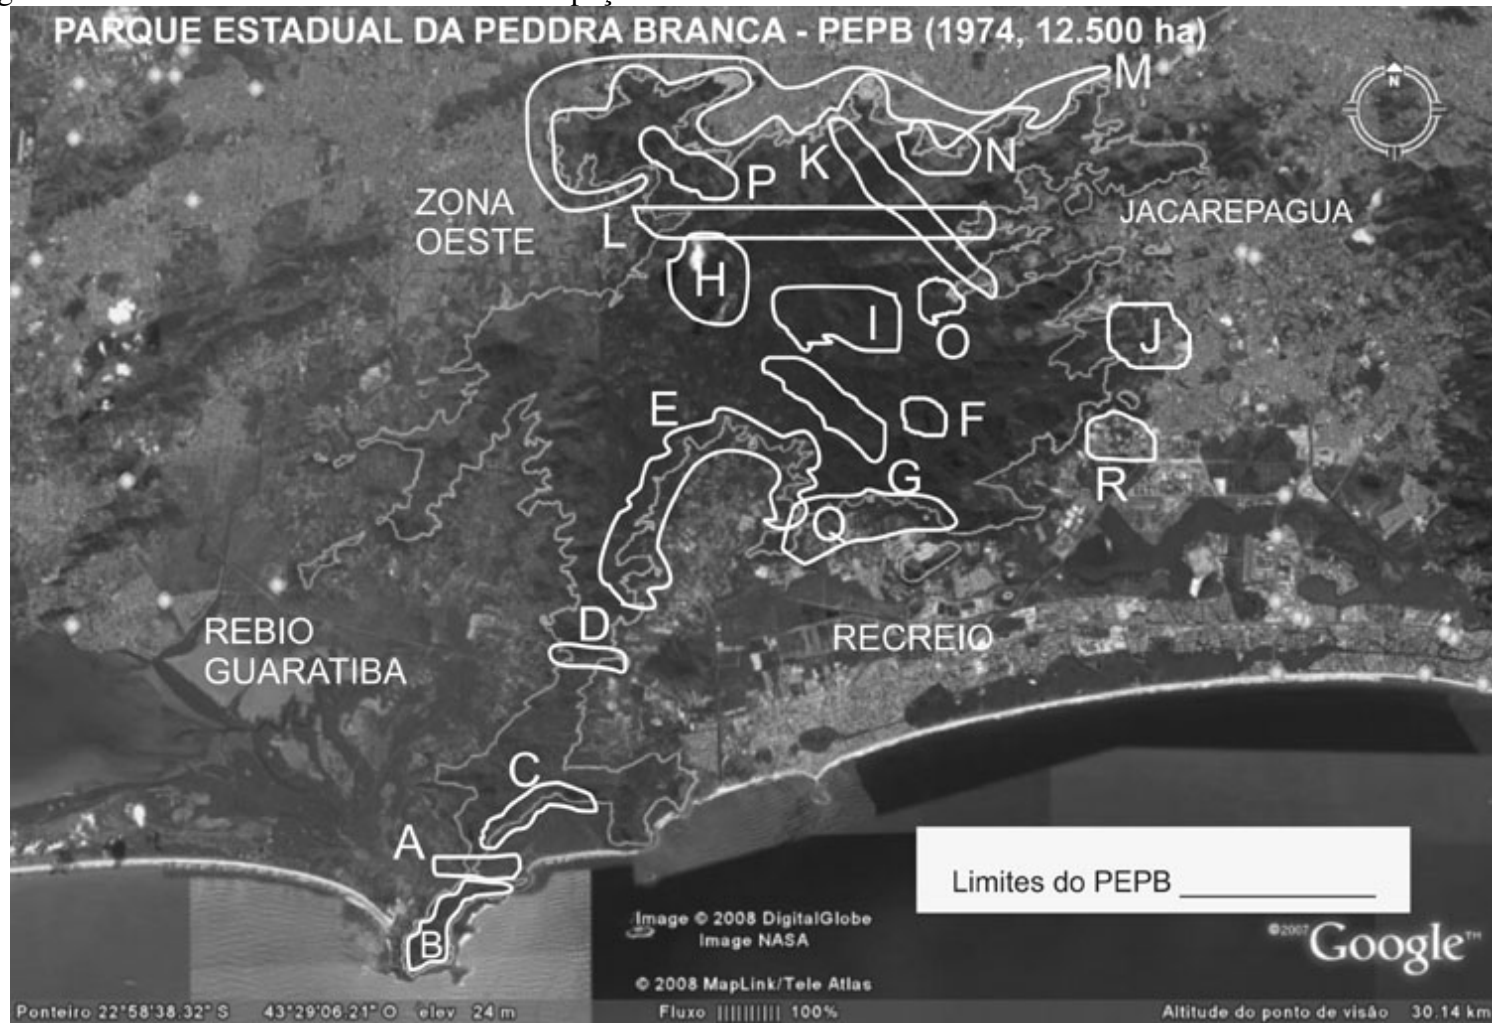 PARQUE ESTADUAL DA PEDDRA BRANCA - PEPB (1974, 12.500 ha)
M
N
K
N
P
ZONA
OESTE
JACAREPAGUA
L
H
I
O
J
E
F
G
R
Q
D
REBIO
GUARATIBA
RECREIO
C
A
Limites do PEPB
B
Image © 2008 DigitalGlobe
Image NASA
© 2008 MapLink/Tele Atlas
©2007 Google™
Ponteiro 22°58'38.32" S 43°29'06.21" O elev 24 m Fluxo 100% Altitude do ponto de visão 30.14 km